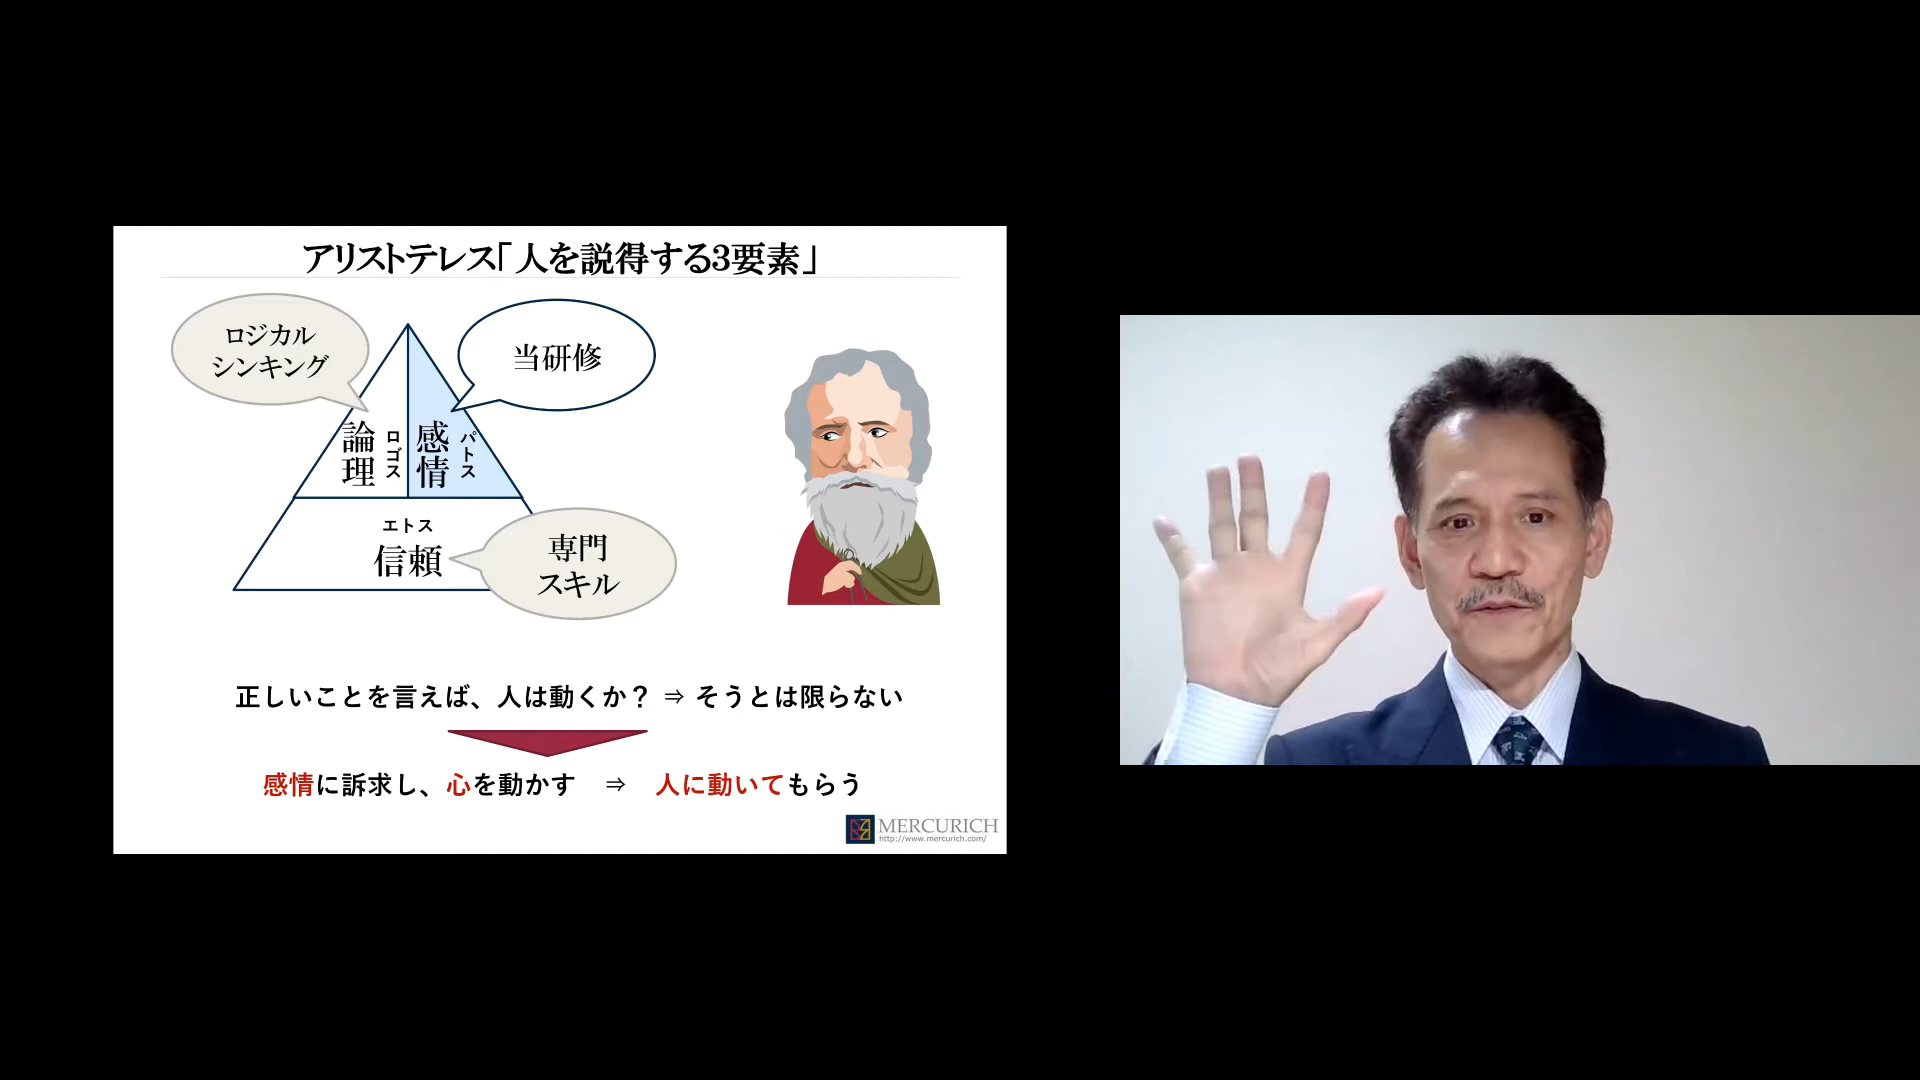 アリストテレス「人を説得する3要素」
ロジカル
シンキング
当研修
論理
ロゴス
感情
パトス
エトス
信頼
専門
スキル
正しいことを言えば、人は動くか？ ⇒ そうとは限らない
感情に訴求し、心を動かす ⇒ 人に動いてもらう
MERCURICH
http://www.mercurich.com/